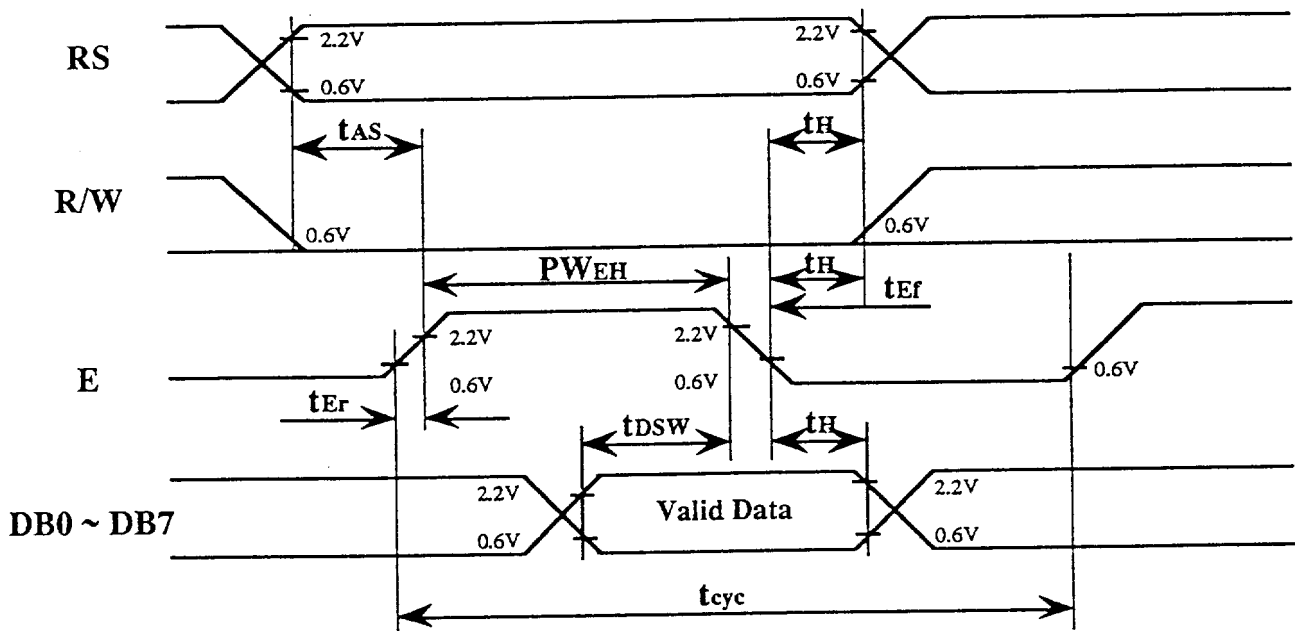 RS
2.2V
2.2V
0.6V
0.6V
tAS
tH
R/W
0.6V
0.6V
PWEH
tH
tEf
2.2V
2.2V
E
0.6V
0.6V
0.6V
tEr
tDSW
tH
DB0 ~ DB7
2.2V
Valid Data
2.2V
0.6V
0.6V
tcyc